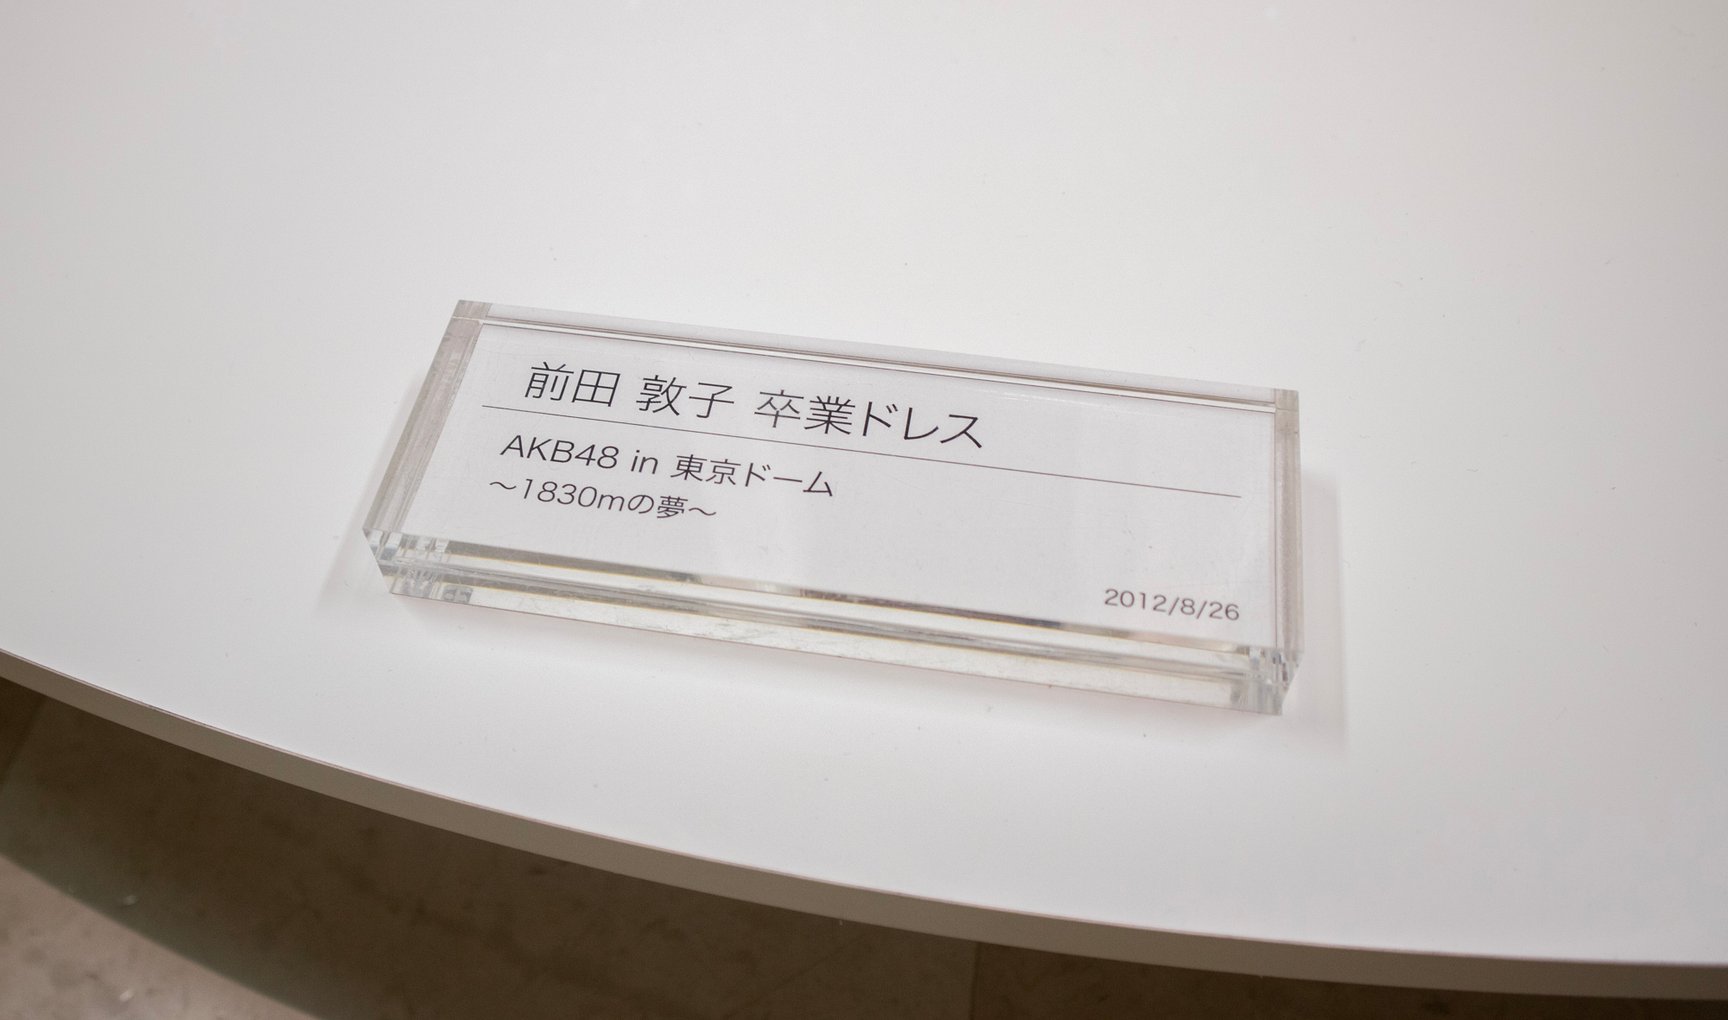 前田 敦子 卒業ドレス
AKB48 in 東京ドーム
〜1830mの夢〜
2012/8/26